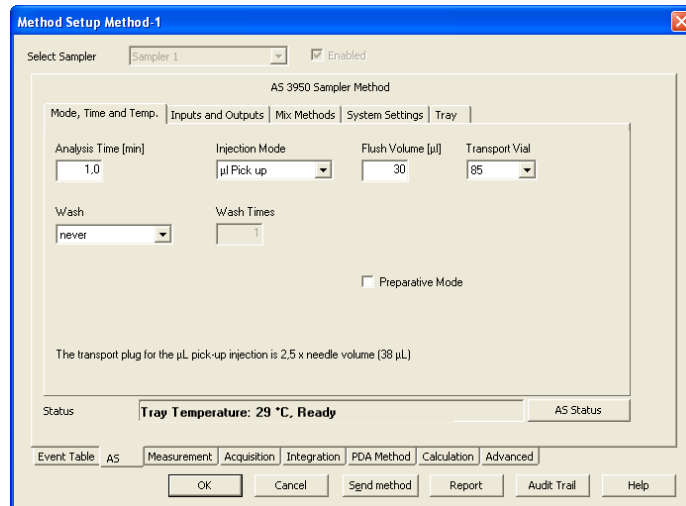 Method Setup Method-1
Select Sampler Sampler 1 Enabled
AS 3950 Sampler Method
Mode, Time and Temp. Inputs and Outputs Mix Methods System Settings Tray
Analysis Time [min] Injection Mode Flush Volume [µl] Transport Vial
1,0 µl Pick up 30 85
Wash Wash Times
never 1
Preparative Mode
The transport plug for the µL pick-up injection is 2,5 x needle volume (38 µL)
Status Tray Temperature: 29 °C, Ready AS Status
Event Table AS Measurement Acquisition Integration PDA Method Calculation Advanced
OK Cancel Send method Report Audit Trail Help